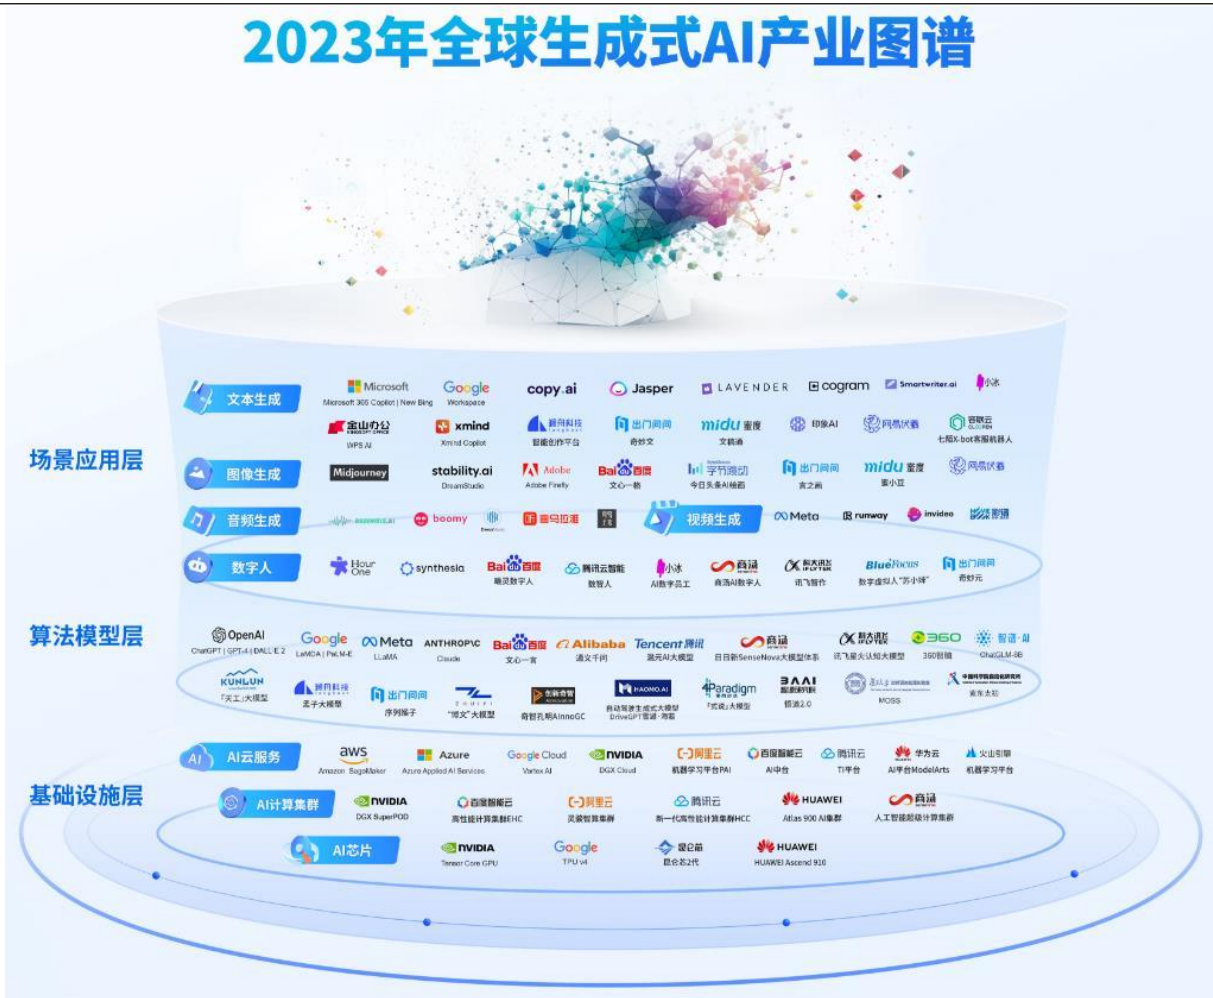 2023年全球生成式AI产业图谱
场景应用层
文本生成
Microsoft Google copy.ai Jasper LAVENDER cogram Smartwriter.ai 小冰
Microsoft 365 Copilot | New Bing Workspace
金山办公 xmind 澜舟科技 出门问问 midu 蜜度 印象AI 网易伏羲 容联云
WPS AI Xmind Copilot 智能创作平台 奇妙文 文稿通 七陌X-bot客服机器人
图像生成
Midjourney stability.ai Adobe Bai百度 字节跳动 出门问问 midu 蜜度 网易伏羲
DreamStudio Adobe Firefly 文心一格 今日头条AI绘画 言之画 蜜小豆
音频生成
boomy 喜马拉雅
视频生成
Meta runway invideo 影谱
数字人
Hour One synthesia Bai百度 腾讯云智能 小冰 商汤 科大讯飞 iFLYTEK BlueFocus 出门问问
曦灵数字人 数智人 AI数字员工 商汤AI数字人 讯飞智作 数字虚拟人“苏小妹” 奇妙元
算法模型层
OpenAI Google Meta ANTHROP\C Bai百度 Alibaba Tencent腾讯 商汤 科大讯飞 iFLYTEK 360 智谱·AI
ChatGPT | GPT-4 | DALL·E 2 LaMDA | PaLM-E LLaMA Claude 文心一言 通义千问 混元AI大模型 日日新SenseNova大模型体系 讯飞星火认知大模型 360智脑 ChatGLM-6B
KUNLUN 澜舟科技 出门问问 创新奇智 HAOMO.AI 4Paradigm BAAI
「天工」大模型 孟子大模型 序列猴子 “博文”大模型 奇智孔明AInnoGC 自动驾驶生成式大模型 「式说」大模型 悟道2.0 MOSS 紫东太初
DriveGPT雪湖·海若
基础设施层
AI AI云服务
aws Azure Google Cloud NVIDIA 阿里云 百度智能云 腾讯云 华为云 火山引擎
Amazon SageMaker Azure Applied AI Services Vertex AI DGX Cloud 机器学习平台PAI AI中台 TI平台 AI平台ModelArts 机器学习平台
AI计算集群
NVIDIA 百度智能云 阿里云 腾讯云 HUAWEI 商汤
DGX SuperPOD 高性能计算集群EHC 灵骏智算集群 新一代高性能计算集群HCC Atlas 900 AI集群 人工智能超级计算集群
AI芯片
NVIDIA Google 昆仑芯 HUAWEI
Tensor Core GPU TPU v4 昆仑芯2代 HUAWEI Ascend 910